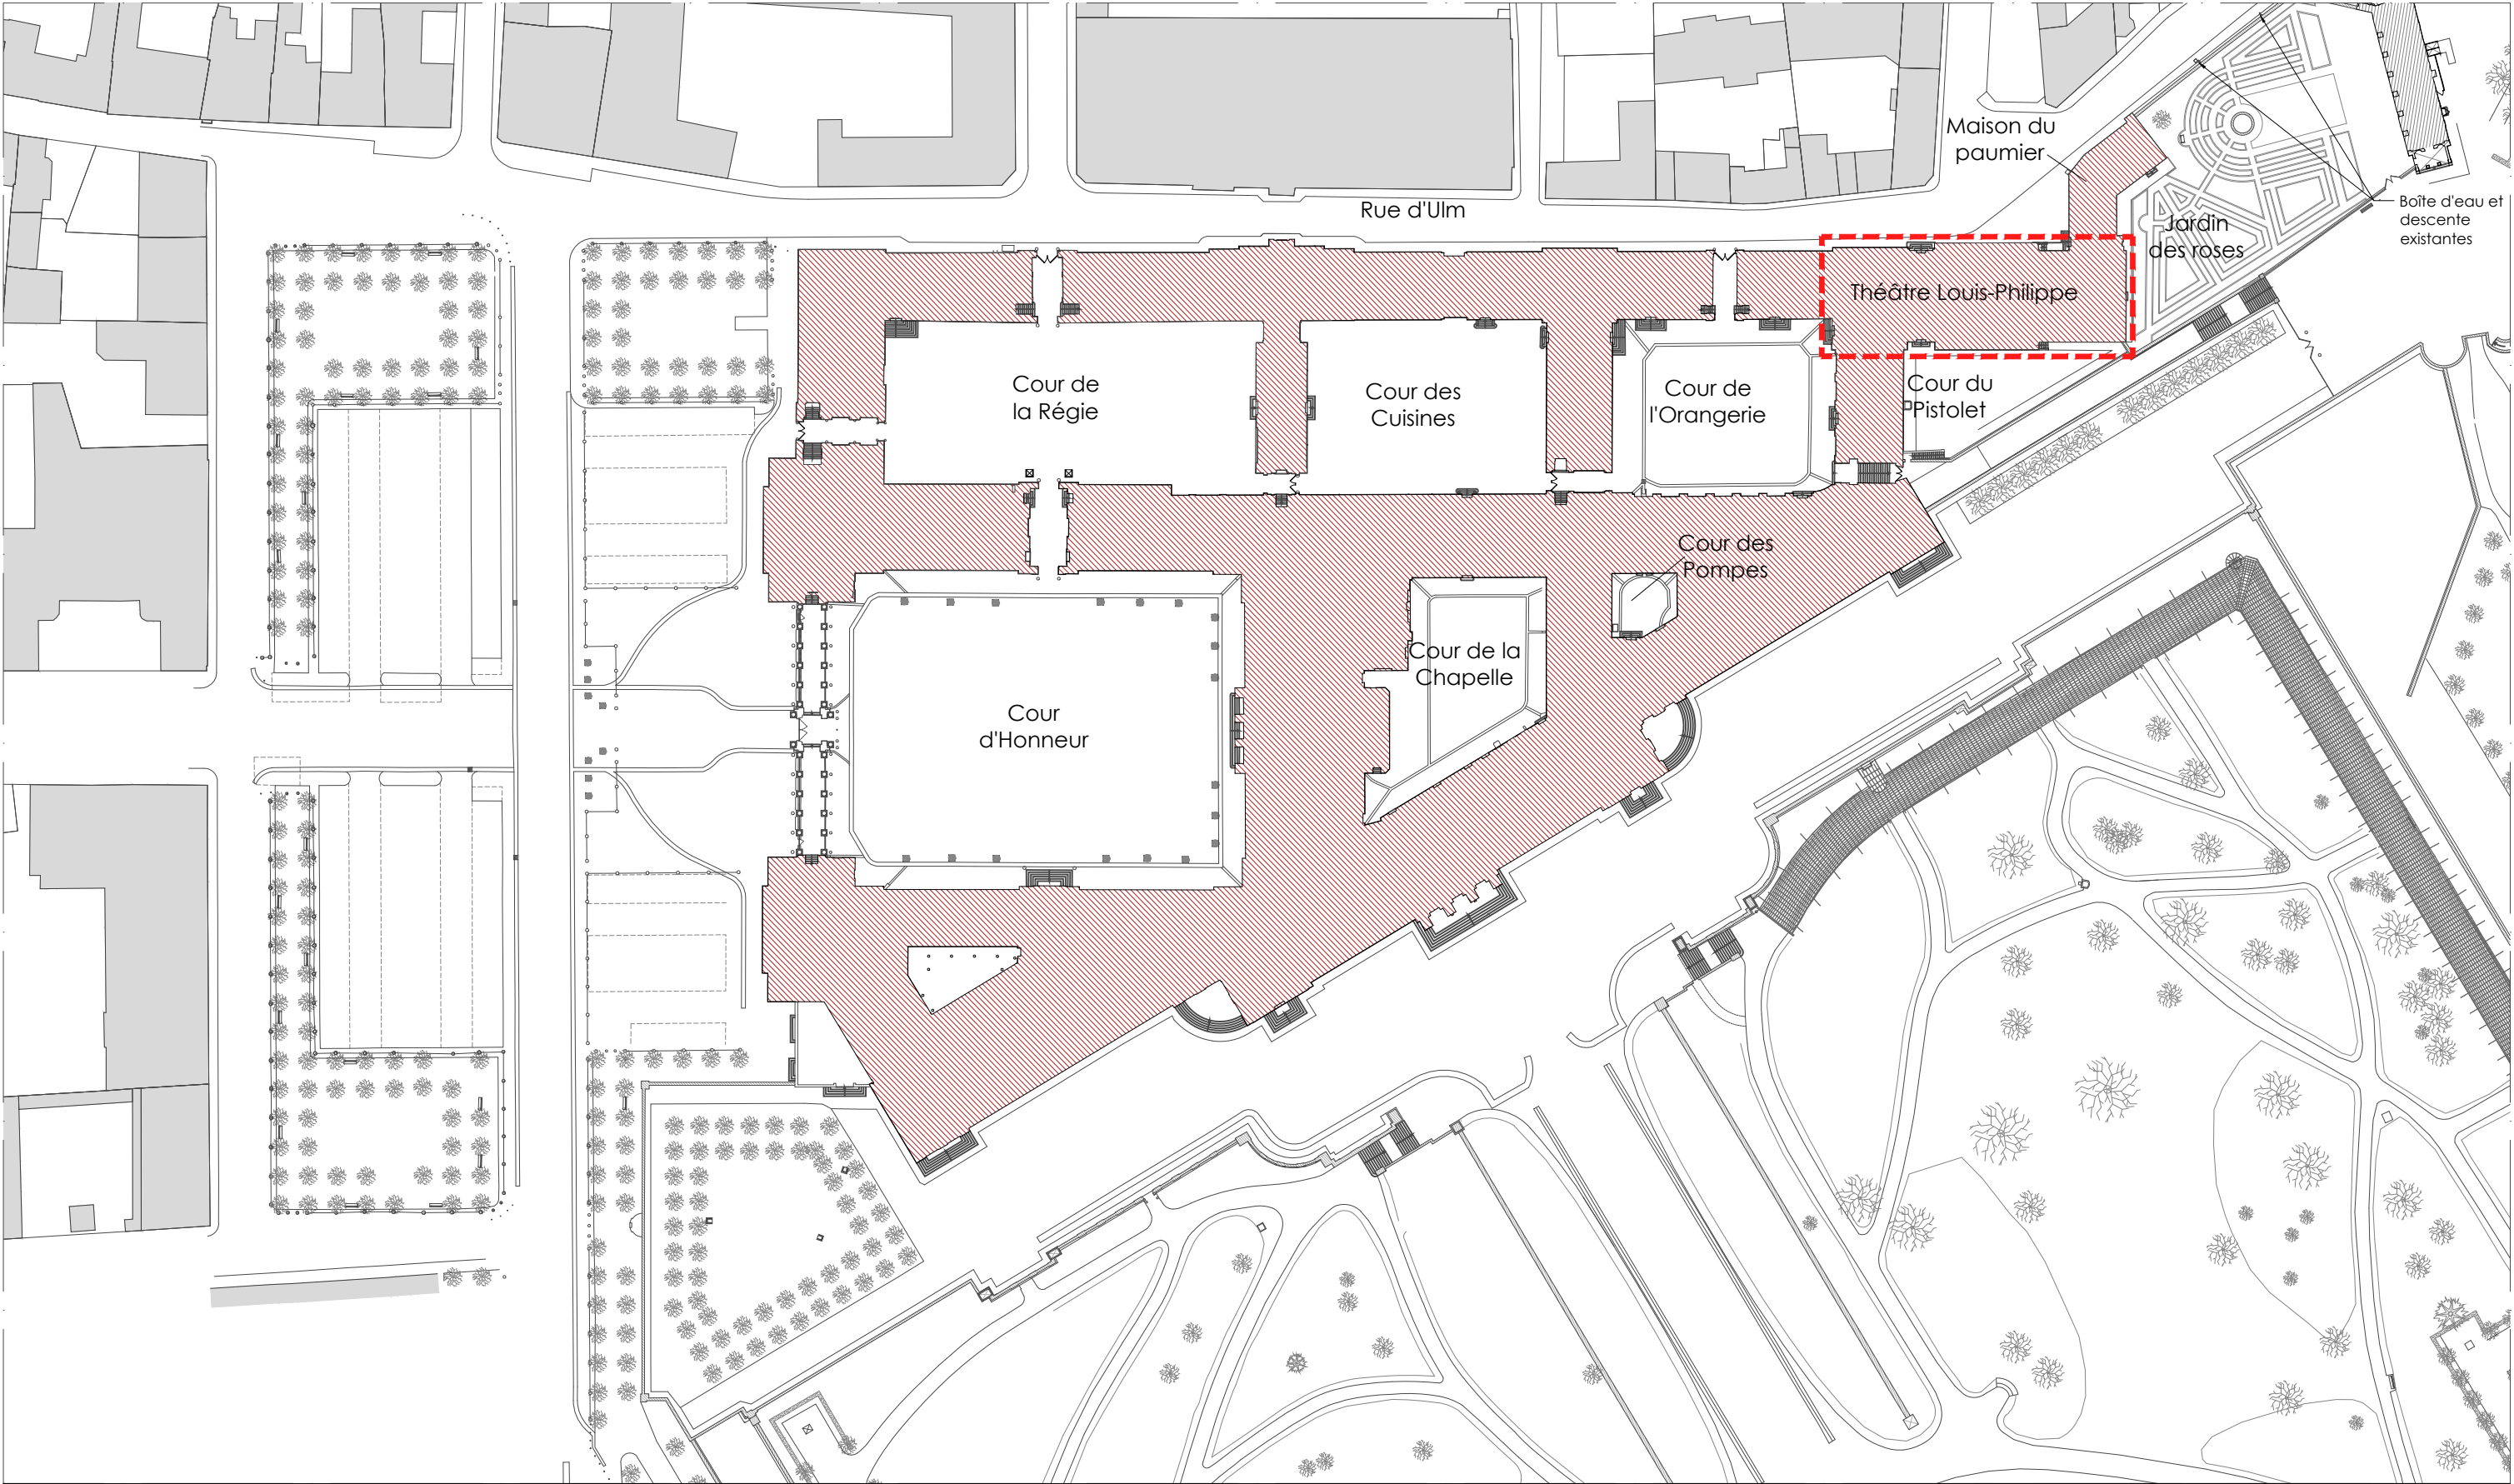 Maison du
paumier
Rue d'Ulm
Boîte d'eau et
descente
existantes
Jardin
des roses
Théâtre Louis-Philippe
Cour de
la Régie
Cour des
Cuisines
Cour de
l'Orangerie
Cour du
Pistolet
Cour des
Pompes
Cour de la
Chapelle
Cour
d'Honneur